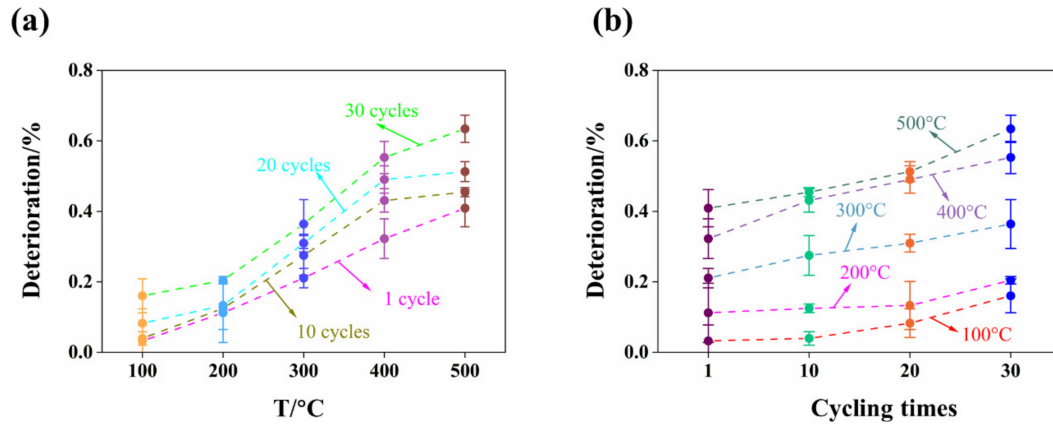 (a)
(b)
Deterioration/%
0.8
0.6
0.4
0.2
0.0
30 cycles
20 cycles
1 cycle
10 cycles
100
200
300
400
500
T/°C
Deterioration/%
0.8
0.6
0.4
0.2
0.0
500°C
400°C
300°C
200°C
100°C
1
10
20
30
Cycling times